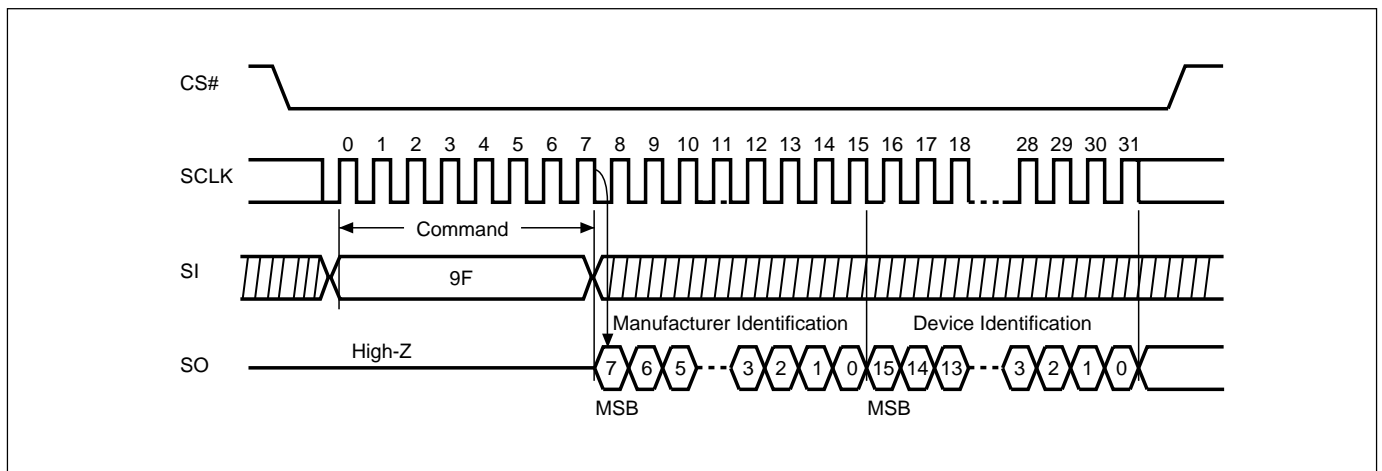 CS#
0 1 2 3 4 5 6 7 8 9 10 11 12 13 14 15 16 17 18 28 29 30 31
SCLK
Command
SI
9F
Manufacturer Identification Device Identification
High-Z
SO
7 6 5 3 2 1 0 15 14 13 3 2 1 0
MSB MSB